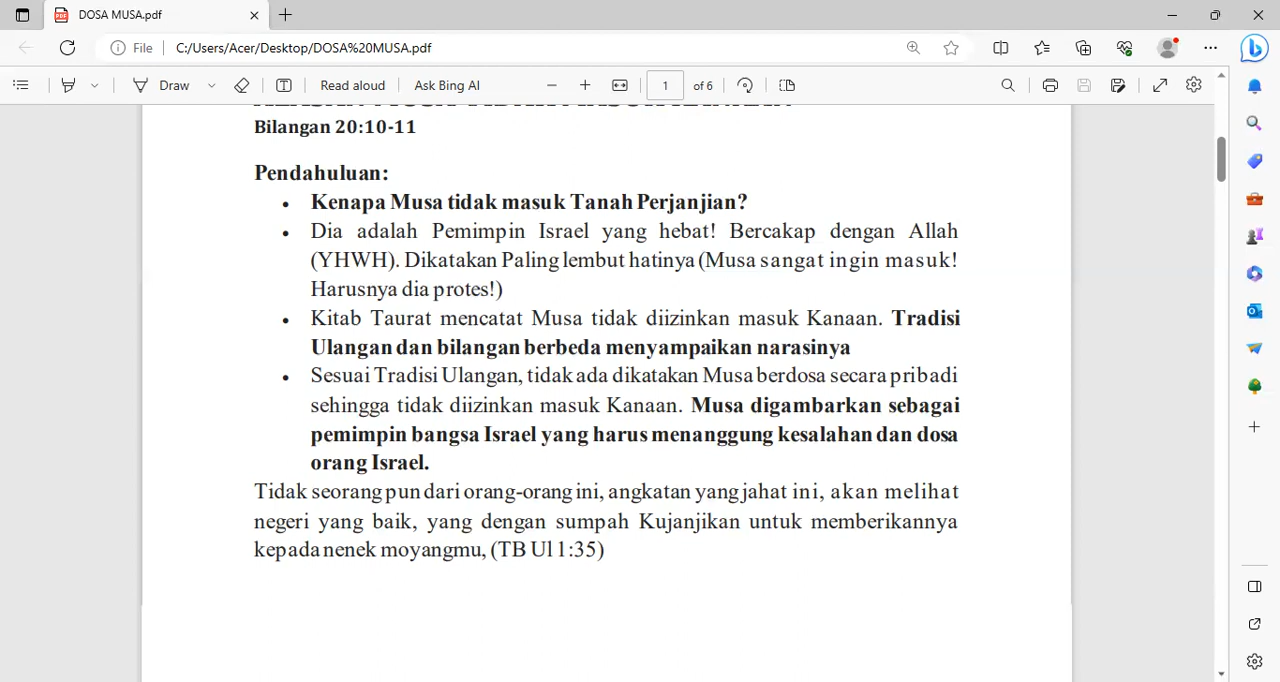 DOSA MUSA.pdf
File C:/Users/Acer/Desktop/DOSA%20MUSA.pdf
Draw Read aloud Ask Bing AI 1 of 6
Bilangan 20:10-11
Pendahuluan:
• Kenapa Musa tidak masuk Tanah Perjanjian?
• Dia adalah Pemimpin Israel yang hebat! Bercakap dengan Allah
(YHWH). Dikatakan Paling lembut hatinya (Musa sangat ingin masuk!
Harusnya dia protes!)
• Kitab Taurat mencatat Musa tidak diizinkan masuk Kanaan. Tradisi
Ulangan dan bilangan berbeda menyampaikan narasinya
• Sesuai Tradisi Ulangan, tidak ada dikatakan Musa berdosa secara pribadi
sehingga tidak diizinkan masuk Kanaan. Musa digambarkan sebagai
pemimpin bangsa Israel yang harus menanggung kesalahan dan dosa
orang Israel.
Tidak seorang pun dari orang-orang ini, angkatan yang jahat ini, akan melihat
negeri yang baik, yang dengan sumpah Kujanjikan untuk memberikannya
kepada nenek moyangmu, (TB Ul 1:35)